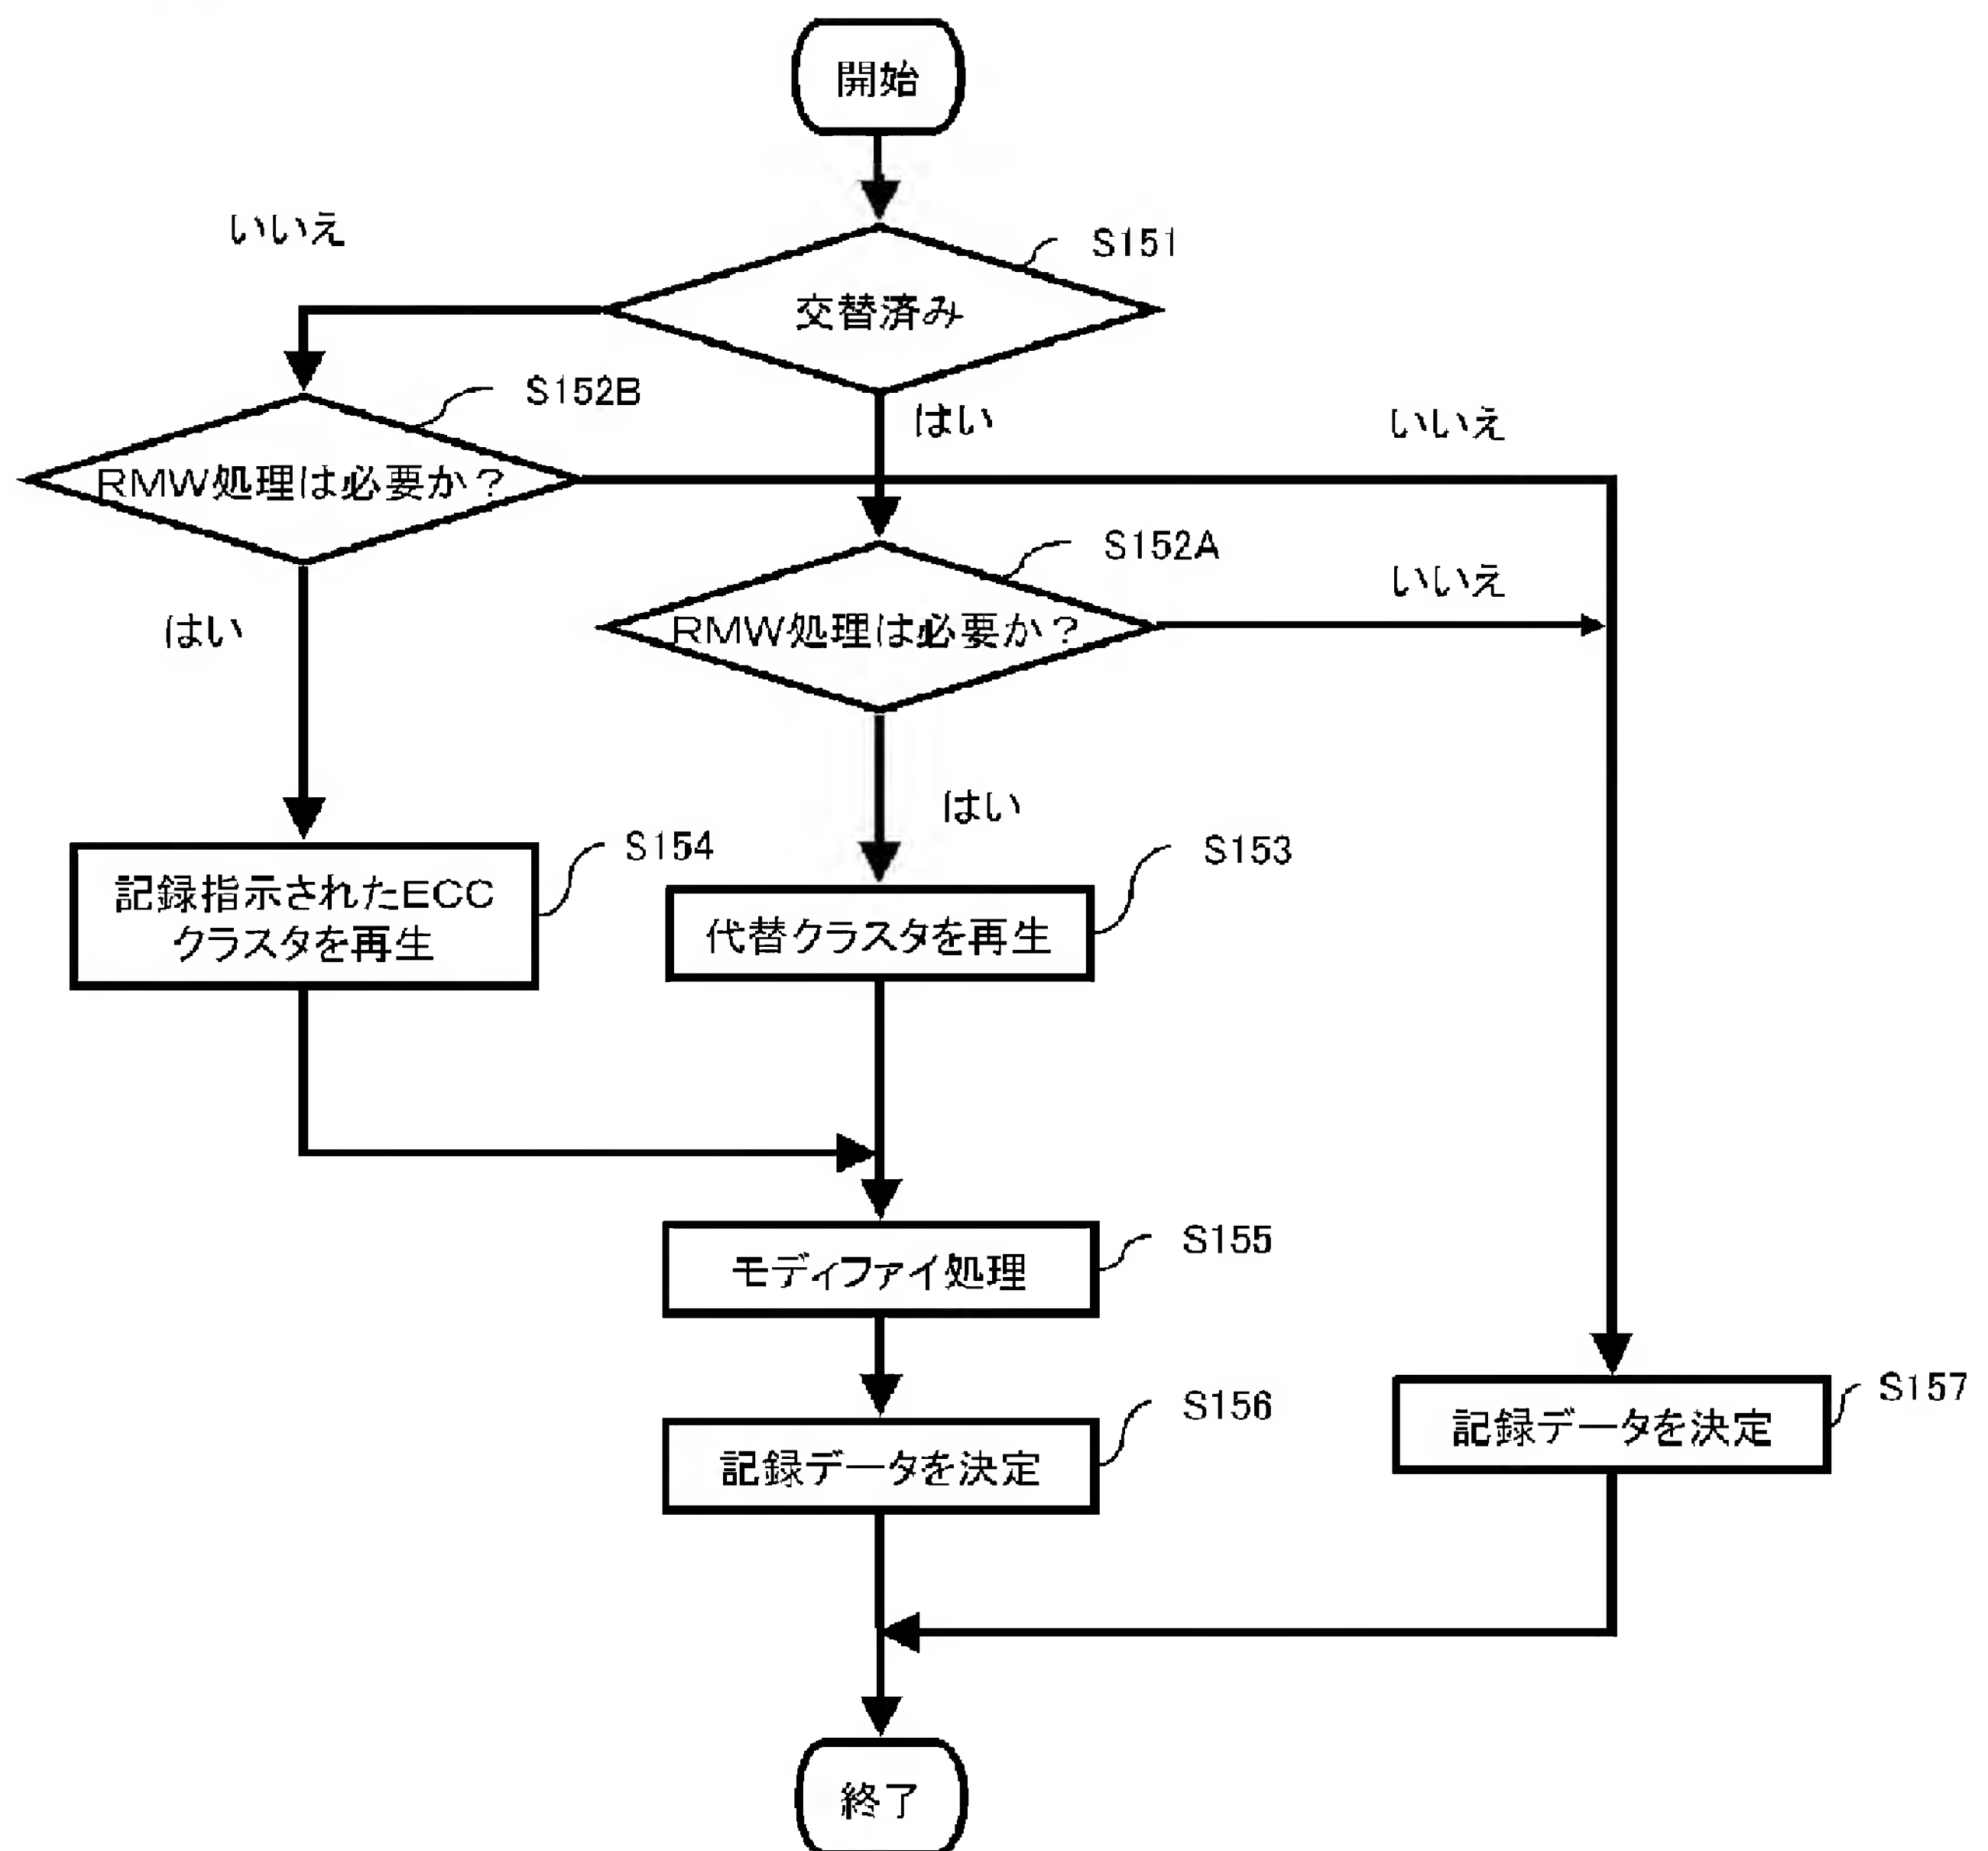 開始
いいえ
S151
交替済み
S152B
はい
いいえ
RMW処理は必要か？
S152A
いいえ
はい
RMW処理は必要か？
はい
S154
S153
記録指示されたECC
クラスタを再生
代替クラスタを再生
S155
モディファイ処理
S157
S156
記録データを決定
記録データを決定
終了